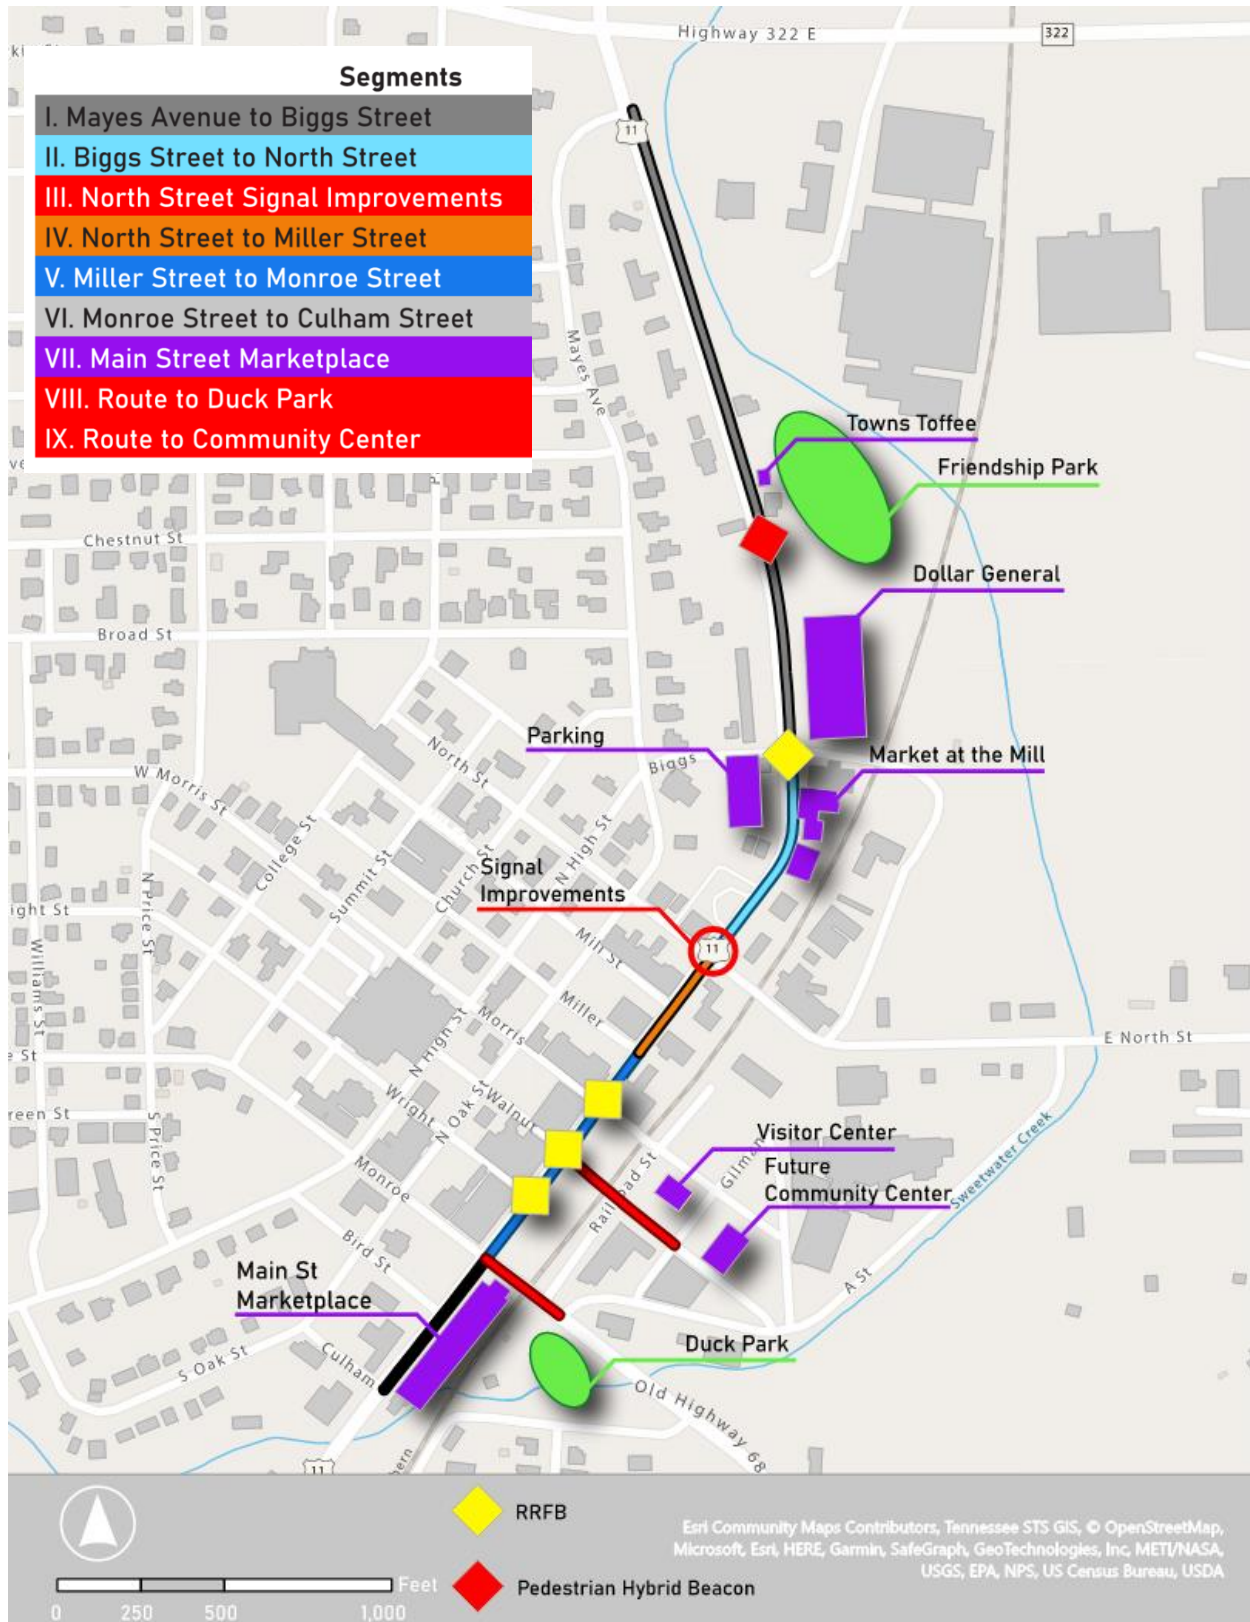 Highway 322 E
322
Segments
I. Mayes Avenue to Biggs Street
II. Biggs Street to North Street
III. North Street Signal Improvements
IV. North Street to Miller Street
V. Miller Street to Monroe Street
VI. Monroe Street to Culham Street
VII. Main Street Marketplace
VIII. Route to Duck Park
IX. Route to Community Center
11
Mayes Ave
Towns Toffee
Friendship Park
Chestnut St
Dollar General
Broad St
Parking
North St
Biggs
Market at the Mill
W Morris St
College St
Summit St
Church St
N High St
Signal
Improvements
N Price St
ight St
Williams St
11
Mill St
Miller
Morris
E North St
e St
N High St
N Oak St
Walnut
Wright
reen St
S Price St
Visitor Center
Gilman
Future
Community Center
Sweetwater Creek
Railroad St
Monroe
Bird St
Main St
Marketplace
A St
Duck Park
Culham
S Oak St
Old Highway 68
hern
11
RRFB
Pedestrian Hybrid Beacon
Feet
0 250 500 1,000
Esri Community Maps Contributors, Tennessee STS GIS, © OpenStreetMap,
Microsoft, Esri, HERE, Garmin, SafeGraph, GeoTechnologies, Inc, METI/NASA,
USGS, EPA, NPS, US Census Bureau, USDA